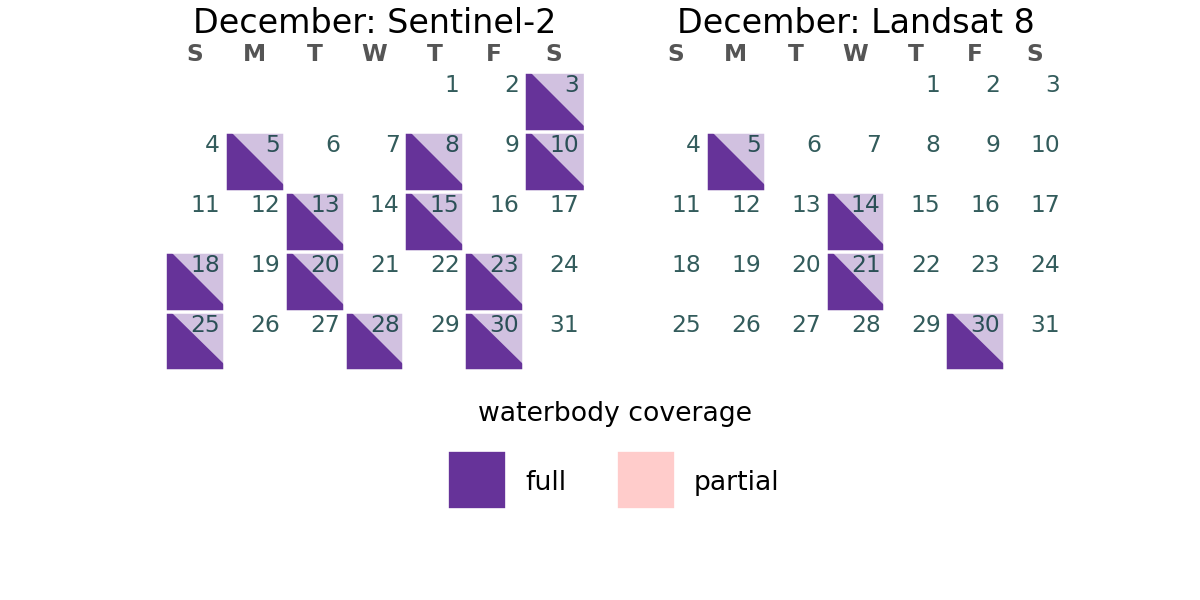 December: Sentinel-2
S M T W T F S
1 2 3
4 5 6 7 8 9 10
11 12 13 14 15 16 17
18 19 20 21 22 23 24
25 26 27 28 29 30 31
December: Landsat 8
S M T W T F S
1 2 3
4 5 6 7 8 9 10
11 12 13 14 15 16 17
18 19 20 21 22 23 24
25 26 27 28 29 30 31
waterbody coverage
full partial